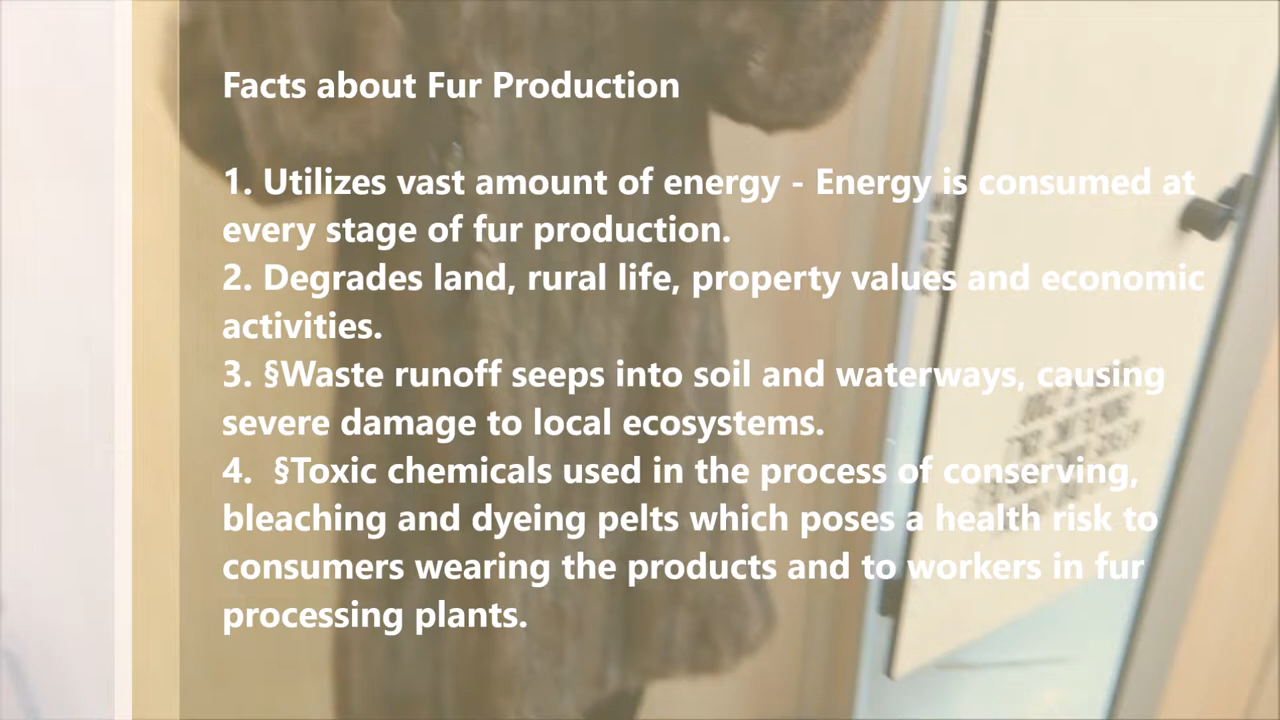 Facts about Fur Production
1. Utilizes vast amount of energy - Energy is consumed at
every stage of fur production.
2. Degrades land, rural life, property values and economic
activities.
3. §Waste runoff seeps into soil and waterways, causing
severe damage to local ecosystems.
4.  §Toxic chemicals used in the process of conserving,
bleaching and dyeing pelts which poses a health risk to
consumers wearing the products and to workers in fur
processing plants.